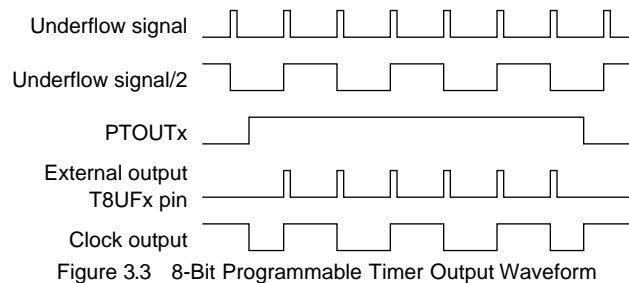 Underflow signal
Underflow signal/2
PTOUTx
External output
T8UFx pin
Clock output
Figure 3.3 8-Bit Programmable Timer Output Waveform